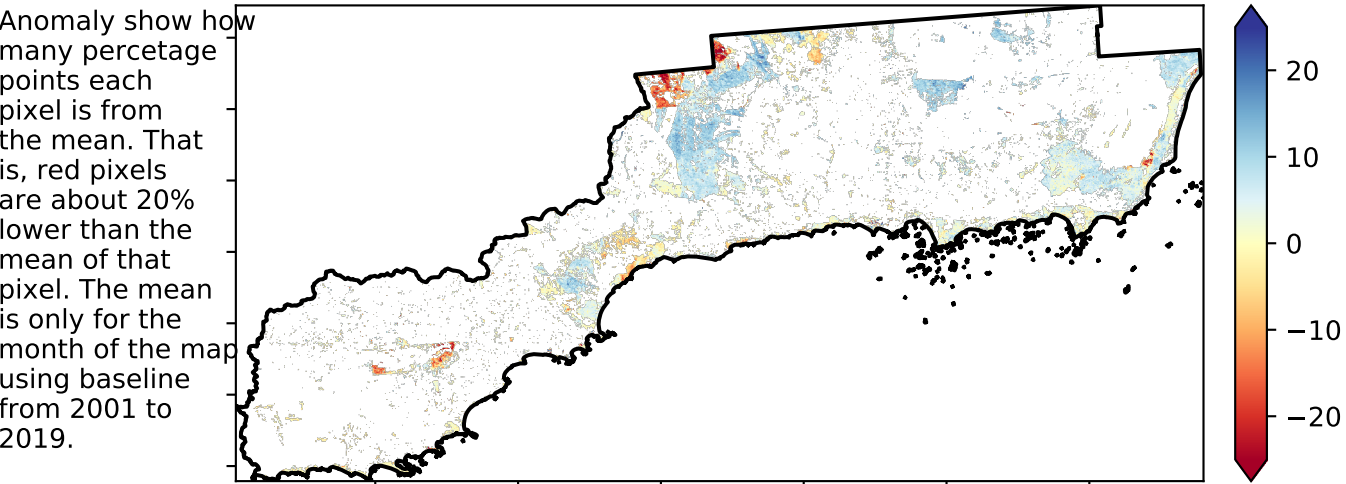 Anomaly show how
many percetage
points each
pixel is from
the mean. That
is, red pixels
are about 20%
lower than the
mean of that
pixel. The mean
is only for the
month of the map
using baseline
from 2001 to
2019.
20
10
0
−10
−20